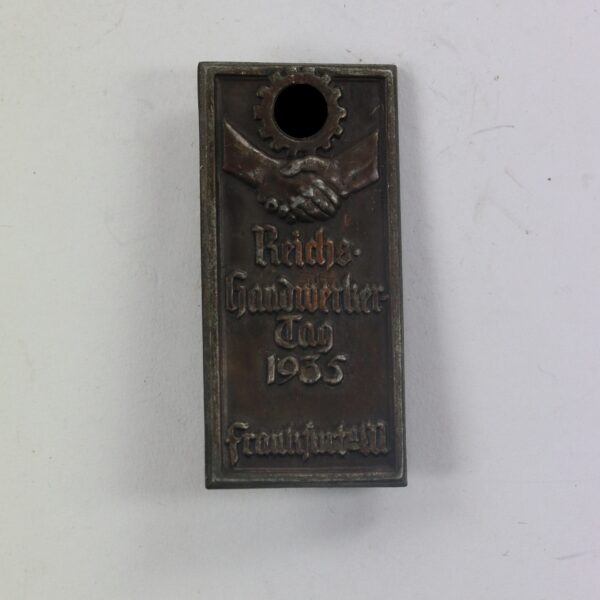 Reichs-
Handwerker-
Tag
1935
Frankfurt a M